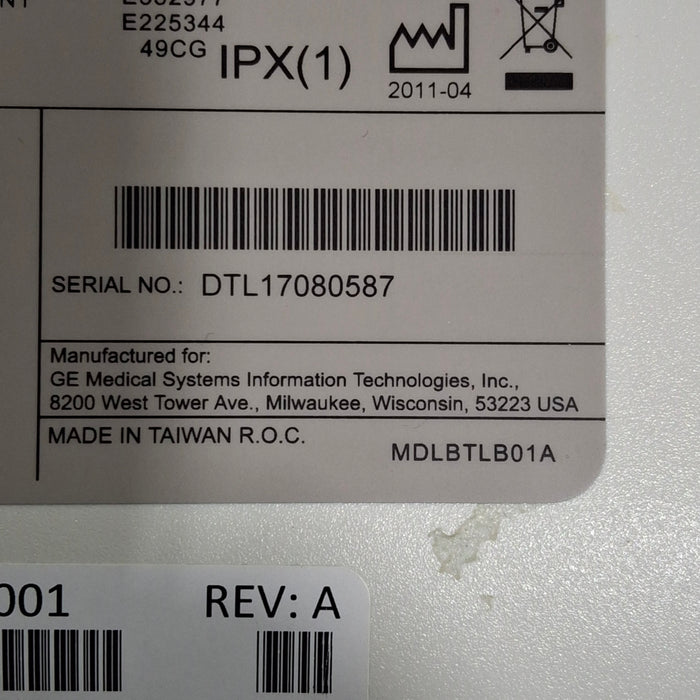 E225344
49CG
IPX(1)
2011-04
SERIAL NO.: DTL17080587
Manufactured for:
GE Medical Systems Information Technologies, Inc.,
8200 West Tower Ave., Milwaukee, Wisconsin, 53223 USA
MADE IN TAIWAN R.O.C.
MDLBTLB01A
001 REV: A